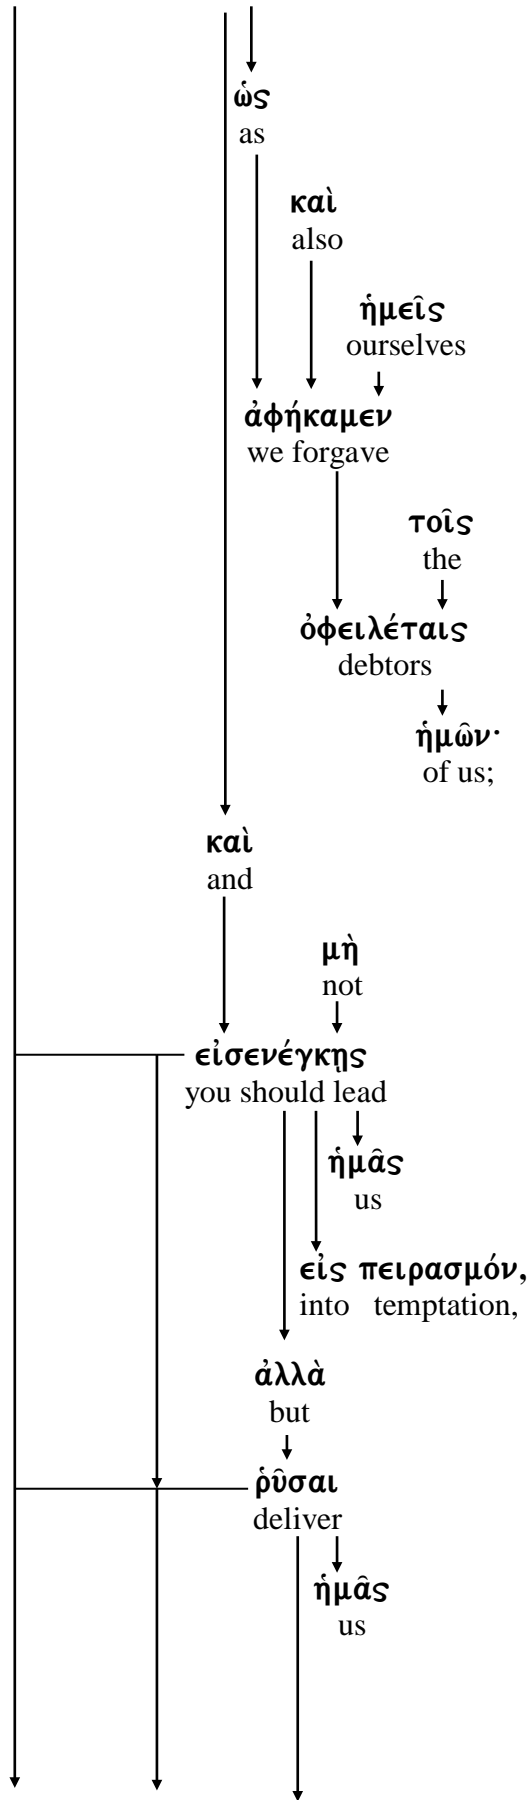 ὡς
as
καὶ
also
ἡμεῖς
ourselves
ἀφήκαμεν
we forgave
τοῖς
the
ὀφειλέταις
debtors
ἡμῶν·
of us;
καὶ
and
μὴ
not
εἰσενέγκῃς
you should lead
ἡμᾶς
us
εἰς πειρασμόν,
into temptation,
ἀλλὰ
but
ῥῦσαι
deliver
ἡμᾶς
us